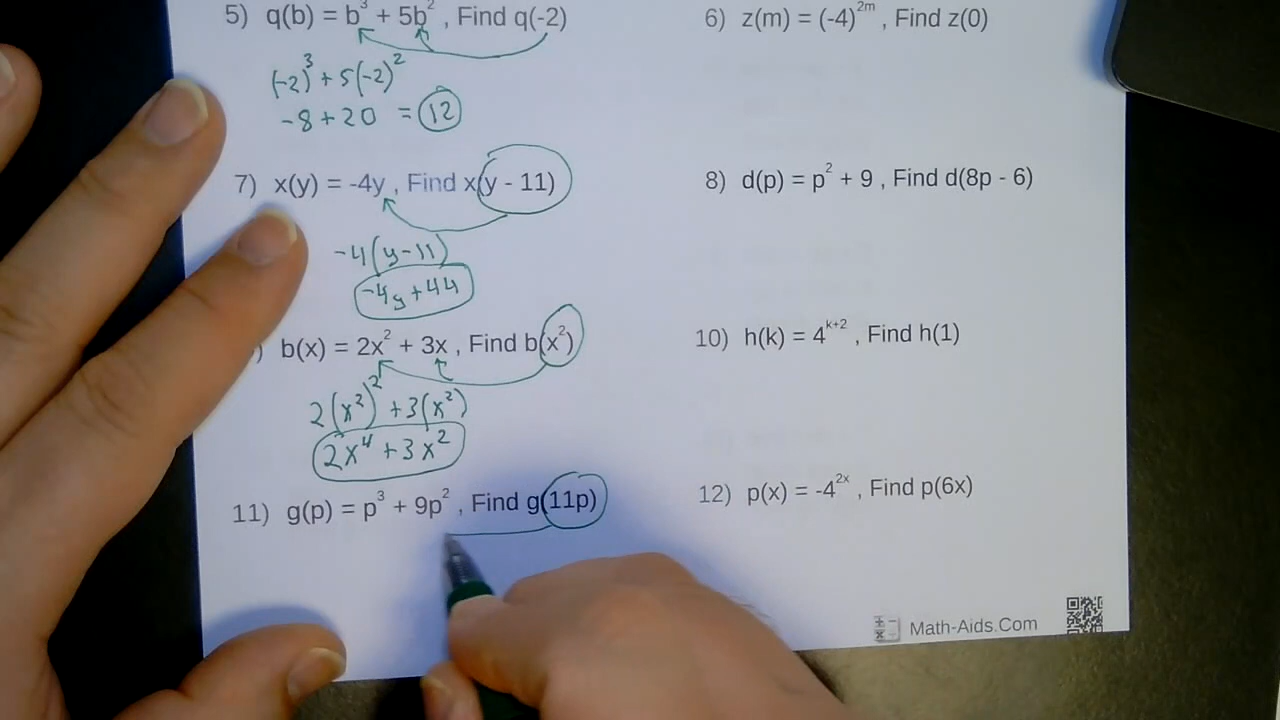 5) q(b) = b³ + 5b² , Find q(-2)
(-2)³ + 5(-2)²
-8 + 20 = 12
6) z(m) = (-4)²ᵐ , Find z(0)
7) x(y) = -4y , Find x(y - 11)
-4(y-11)
-4y + 44
8) d(p) = p² + 9 , Find d(8p - 6)
) b(x) = 2x² + 3x , Find b(x²)
2(x²)² + 3(x²)
2x⁴ + 3x²
10) h(k) = 4ᵏ⁺² , Find h(1)
11) g(p) = p³ + 9p² , Find g(11p)
12) p(x) = -4²ˣ , Find p(6x)
+ -
x
Math-Aids.Com